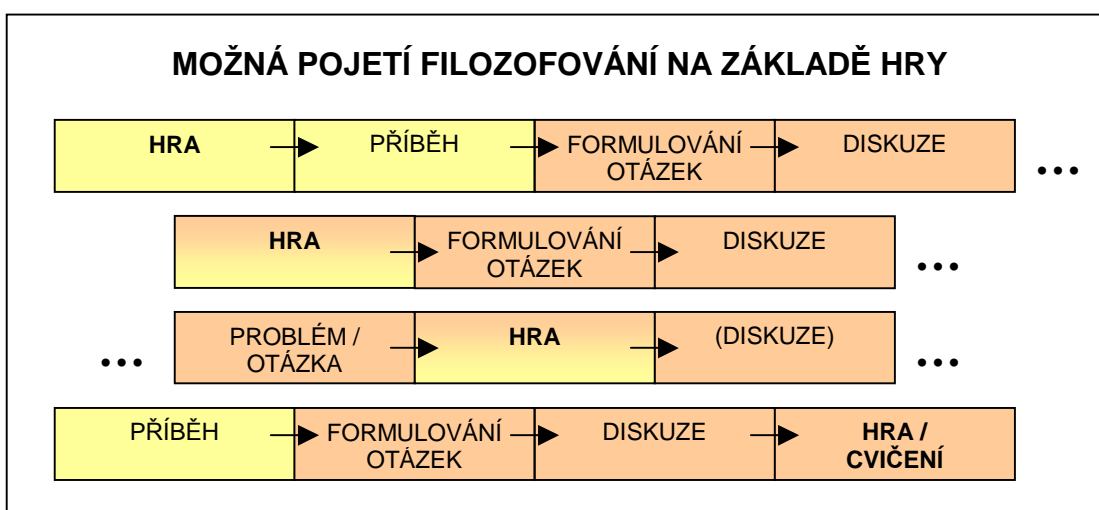 MOŽNÁ POJETÍ FILOZOFOVÁNÍ NA ZÁKLADĚ HRY
HRA
PŘÍBĚH
FORMULOVÁNÍ
OTÁZEK
DISKUZE
...
HRA
FORMULOVÁNÍ
OTÁZEK
DISKUZE
...
...
PROBLÉM /
OTÁZKA
HRA
(DISKUZE)
...
PŘÍBĚH
FORMULOVÁNÍ
OTÁZEK
DISKUZE
HRA /
CVIČENÍ